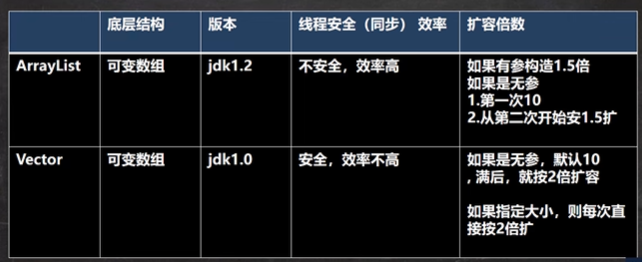 底层结构 版本 线程安全（同步） 效率 扩容倍数
ArrayList 可变数组 jdk1.2 不安全，效率高 如果有参构造1.5倍
如果是无参
1.第一次10
2.从第二次开始安1.5扩
Vector 可变数组 jdk1.0 安全，效率不高 如果是无参，默认10
, 满后，就按2倍扩容
如果指定大小，则每次直
接按2倍扩